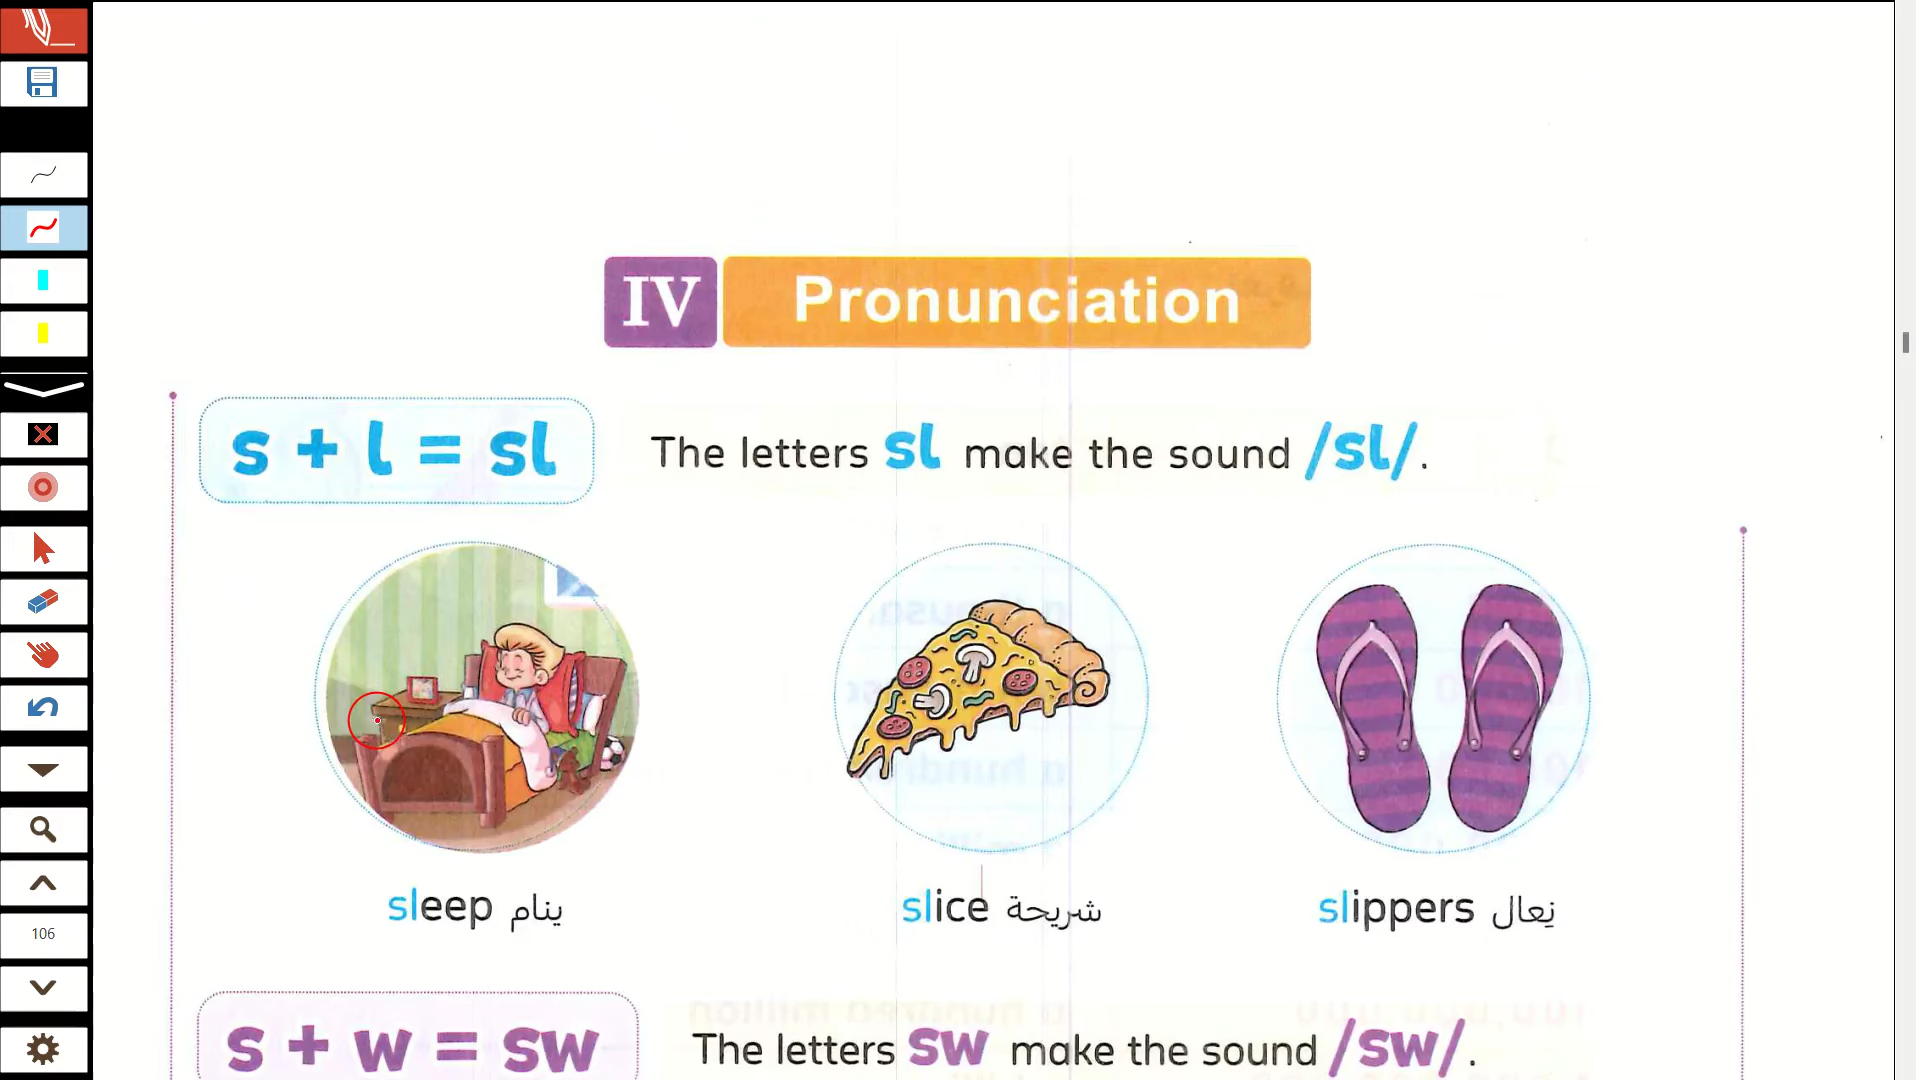 IV Pronunciation
s + l = sl The letters sl make the sound /sl/.
sleep ينام
slice شريحة
slippers نِعال
s + w = sw The letters sw make the sound /sw/.
106